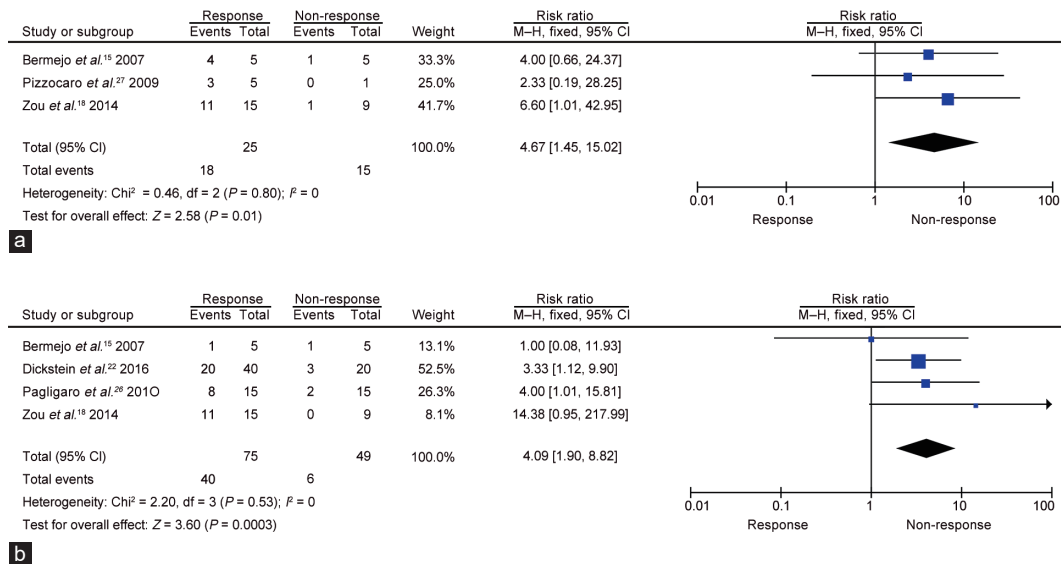 Response Non-response Risk ratio Risk ratio
Study or subgroup Events Total Events Total Weight M–H, fixed, 95% CI M–H, fixed, 95% CI
Bermejo et al.¹⁵ 2007 4 5 1 5 33.3% 4.00 [0.66, 24.37]
Pizzocaro et al.²⁷ 2009 3 5 0 1 25.0% 2.33 [0.19, 28.25]
Zou et al.¹⁸ 2014 11 15 1 9 41.7% 6.60 [1.01, 42.95]
Total (95% CI) 25 100.0% 4.67 [1.45, 15.02]
Total events 18 15
Heterogeneity: Chi² = 0.46, df = 2 (P = 0.80); I² = 0
Test for overall effect: Z = 2.58 (P = 0.01)
0.01 0.1 1 10 100
Response Non-response
a
Response Non-response Risk ratio Risk ratio
Study or subgroup Events Total Events Total Weight M–H, fixed, 95% CI M–H, fixed, 95% CI
Bermejo et al.¹⁵ 2007 1 5 1 5 13.1% 1.00 [0.08, 11.93]
Dickstein et al.²² 2016 20 40 3 20 52.5% 3.33 [1.12, 9.90]
Pagligaro et al.²⁶ 201O 8 15 2 15 26.3% 4.00 [1.01, 15.81]
Zou et al.¹⁸ 2014 11 15 0 9 8.1% 14.38 [0.95, 217.99]
Total (95% CI) 75 49 100.0% 4.09 [1.90, 8.82]
Total events 40 6
Heterogeneity: Chi² = 2.20, df = 3 (P = 0.53); I² = 0
Test for overall effect: Z = 3.60 (P = 0.0003)
0.01 0.1 1 10 100
Response Non-response
b